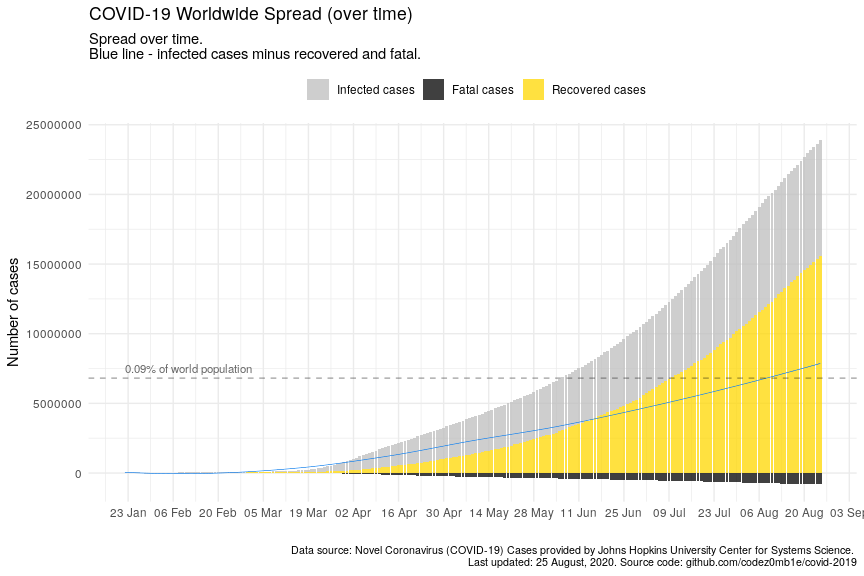 COVID-19 Worldwide Spread (over time)
Spread over time.
Blue line - infected cases minus recovered and fatal.
Infected cases Fatal cases Recovered cases
25000000
20000000
15000000
10000000
5000000
0
Number of cases
0.09% of world population
23 Jan 06 Feb 20 Feb 05 Mar 19 Mar 02 Apr 16 Apr 30 Apr 14 May 28 May 11 Jun 25 Jun 09 Jul 23 Jul 06 Aug 20 Aug 03 Sep
Data source: Novel Coronavirus (COVID-19) Cases provided by Johns Hopkins University Center for Systems Science.
Last updated: 25 August, 2020. Source code: github.com/codez0mb1e/covid-2019